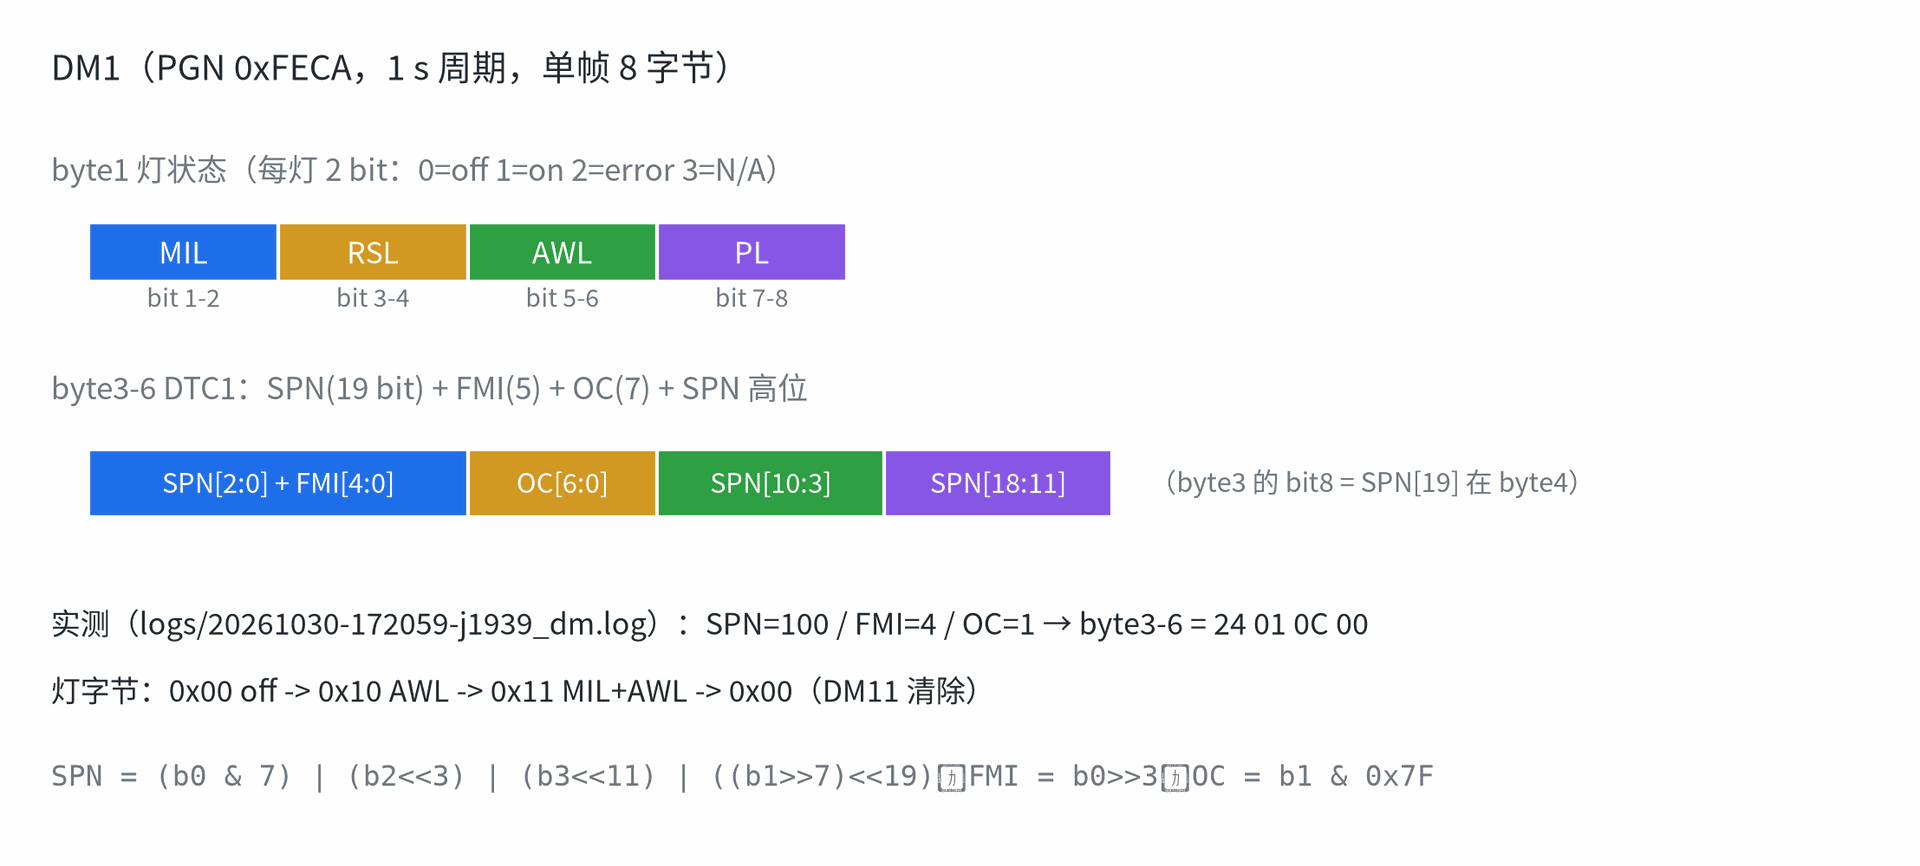 DM1（PGN 0xFECA，1 s 周期，单帧 8 字节）
byte1 灯状态（每灯 2 bit：0=off 1=on 2=error 3=N/A）
MIL RSL AWL PL
bit 1-2 bit 3-4 bit 5-6 bit 7-8
byte3-6 DTC1：SPN(19 bit) + FMI(5) + OC(7) + SPN 高位
SPN[2:0] + FMI[4:0] OC[6:0] SPN[10:3] SPN[18:11] （byte3 的 bit8 = SPN[19] 在 byte4）
实测（logs/20261030-172059-j1939_dm.log）：SPN=100 / FMI=4 / OC=1 → byte3-6 = 24 01 0C 00
灯字节：0x00 off -> 0x10 AWL -> 0x11 MIL+AWL -> 0x00（DM11 清除）
SPN = (b0 & 7) | (b2<<3) | (b3<<11) | ((b1>>7)<<19) FMI = b0>>3 OC = b1 & 0x7F